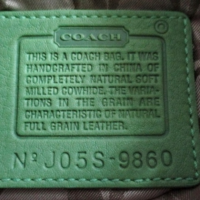 COACH
©
THIS IS A COACH BAG. IT WAS
HANDCRAFTED IN CHINA OF
COMPLETELY NATURAL, SOFT
MILLED COWHIDE. THE VARIA-
TIONS IN THE GRAIN ARE
CHARACTERISTIC OF NATURAL
FULL GRAIN LEATHER.
Nº J05S-9860